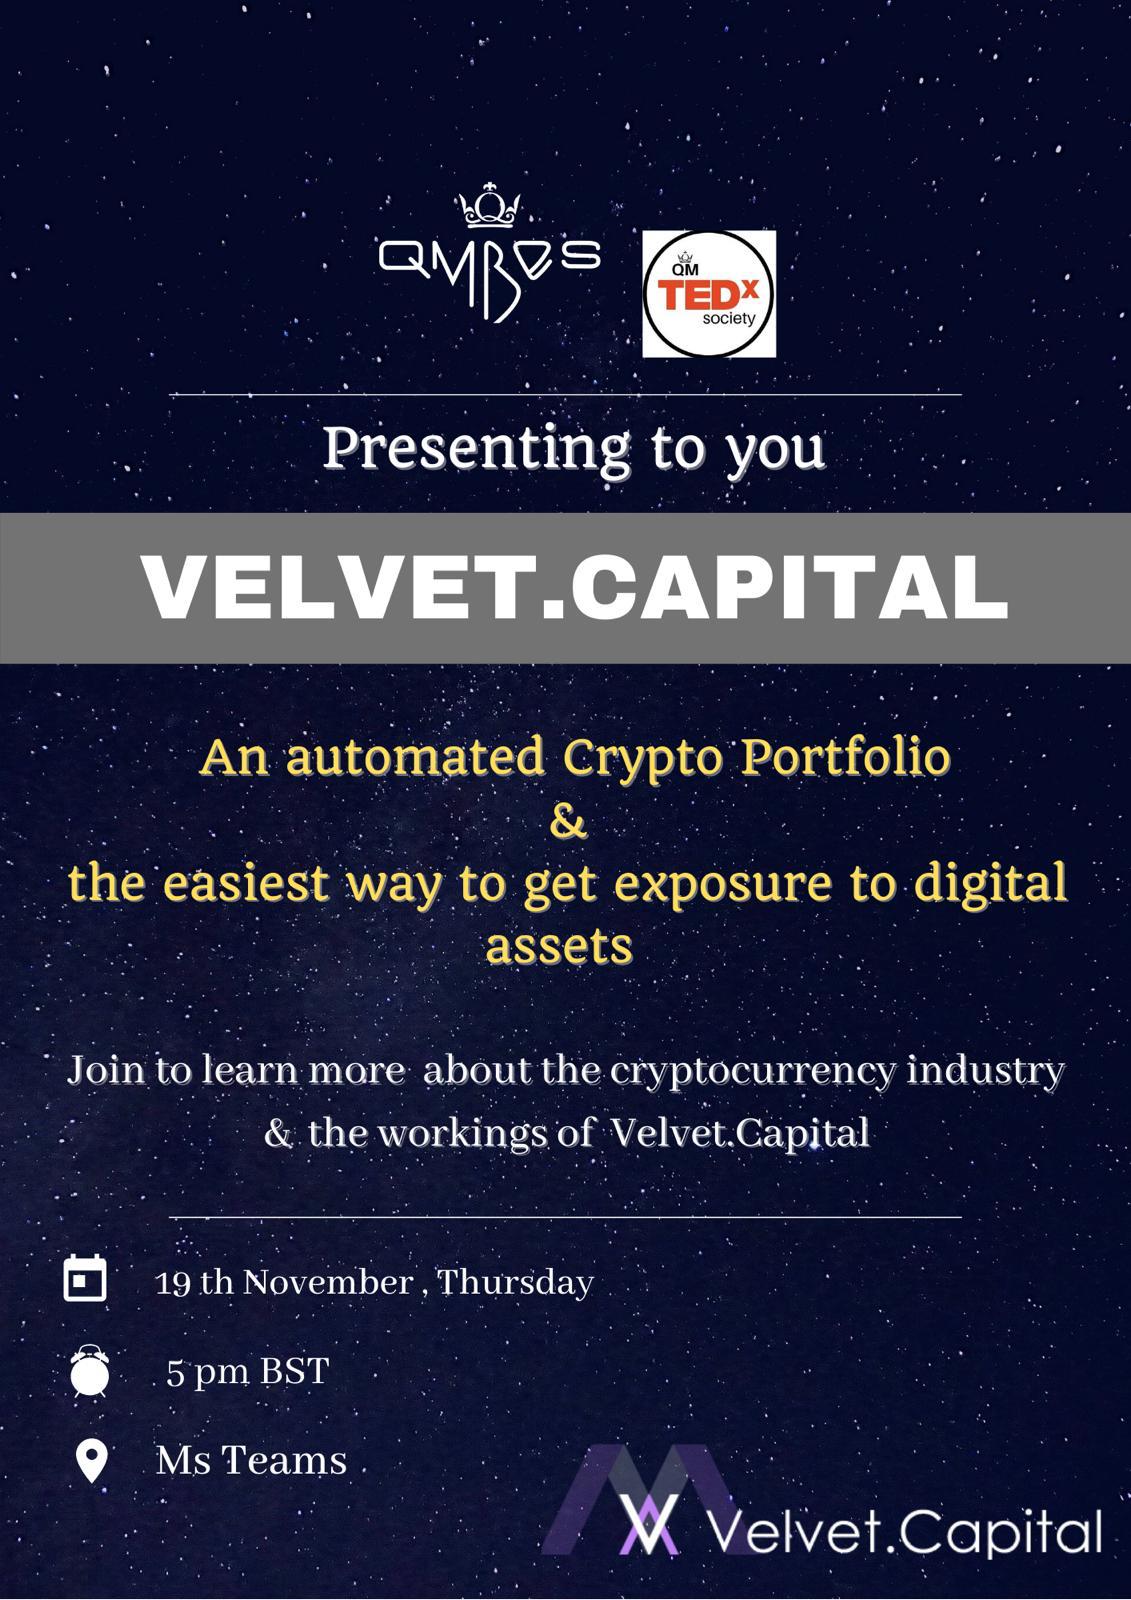 QMBCS
QM
TEDx
society
Presenting to you
VELVET.CAPITAL
An automated Crypto Portfolio
&
the easiest way to get exposure to digital
assets
Join to learn more about the cryptocurrency industry
& the workings of Velvet.Capital
19 th November , Thursday
5 pm BST
Ms Teams
Velvet.Capital